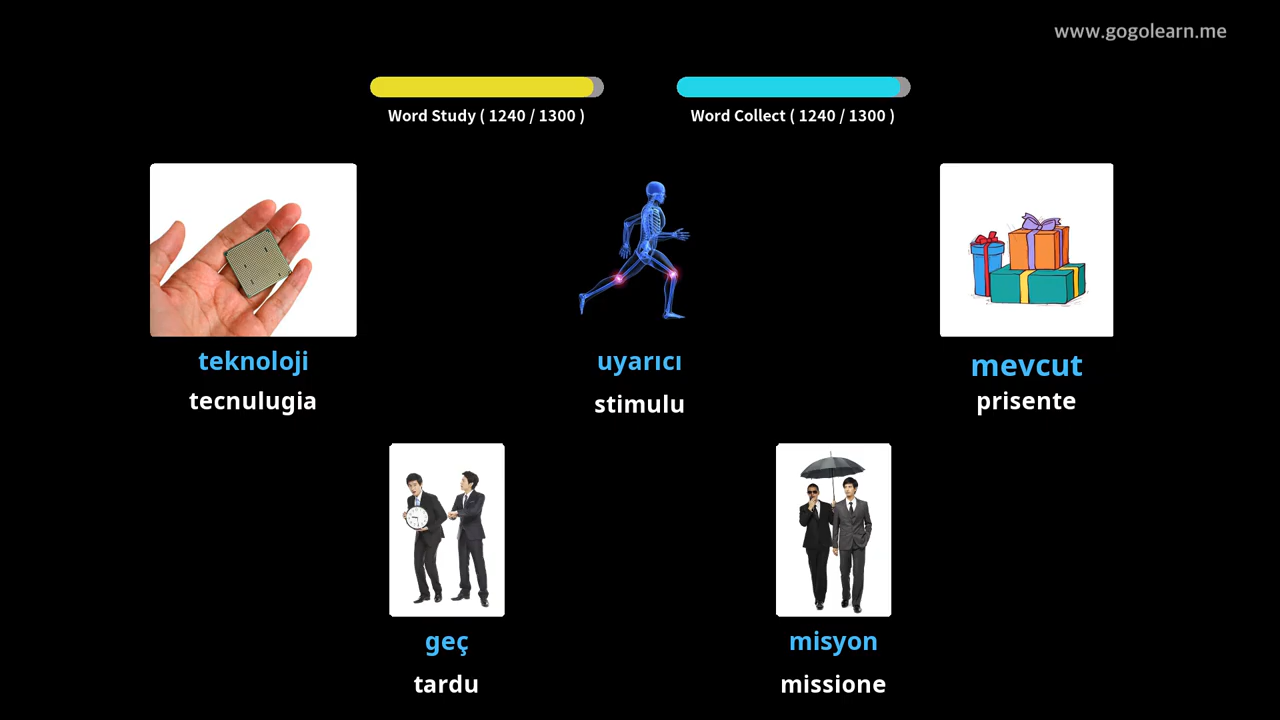 www.gogolearn.me
Word Study ( 1240 / 1300 )
Word Collect ( 1240 / 1300 )
teknoloji
tecnulugia
uyarıcı
stimulu
mevcut
prisente
geç
tardu
misyon
missione